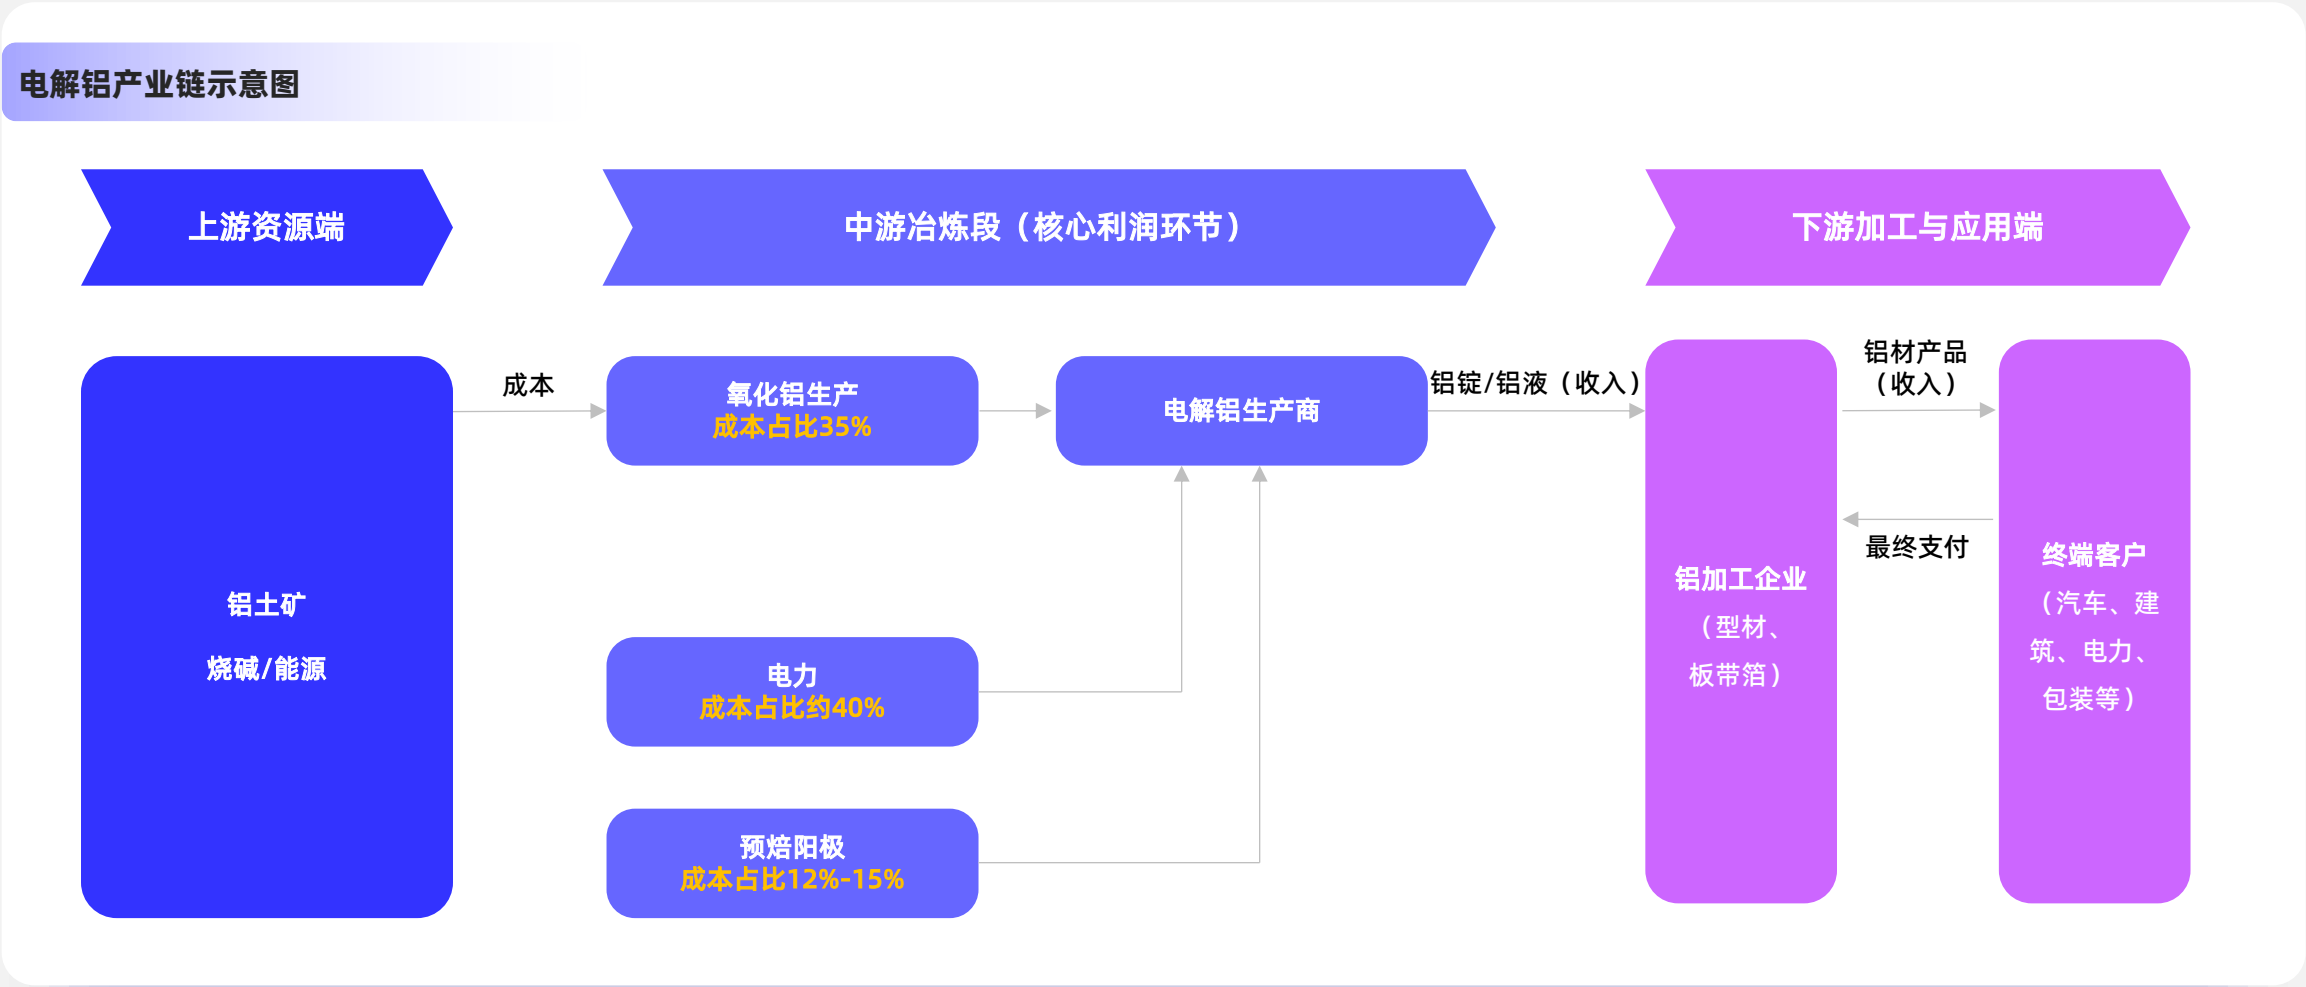 电解铝产业链示意图
上游资源端
中游冶炼段（核心利润环节）
下游加工与应用端
铝土矿
烧碱/能源
成本
氧化铝生产
成本占比35%
电力
成本占比约40%
预焙阳极
成本占比12%-15%
电解铝生产商
铝锭/铝液（收入）
铝加工企业
（型材、
板带箔）
铝材产品
（收入）
最终支付
终端客户
（汽车、建
筑、电力、
包装等）